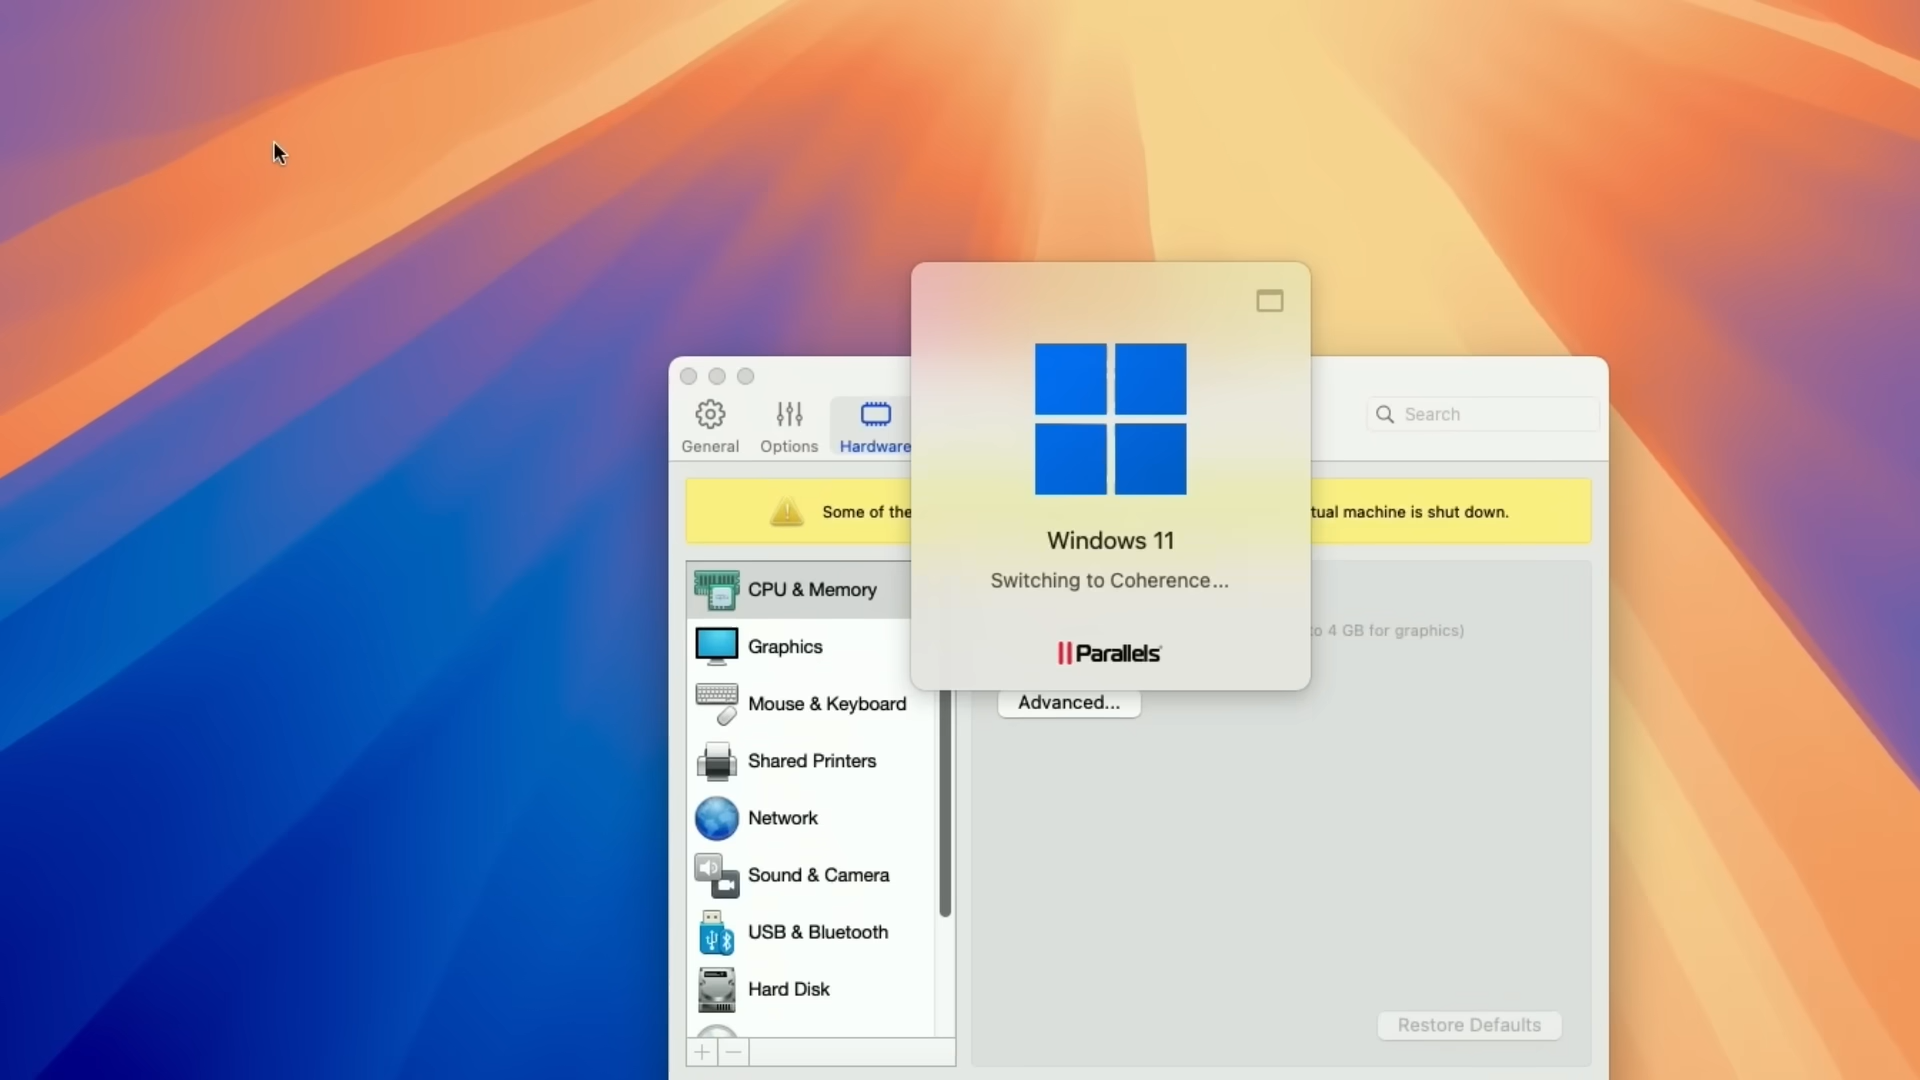 General
Options
Hardware
Search
Some of the
tual machine is shut down.
Windows 11
Switching to Coherence...
Parallels
CPU & Memory
Graphics
Mouse & Keyboard
Shared Printers
Network
Sound & Camera
USB & Bluetooth
Hard Disk
to 4 GB for graphics)
Advanced...
Restore Defaults